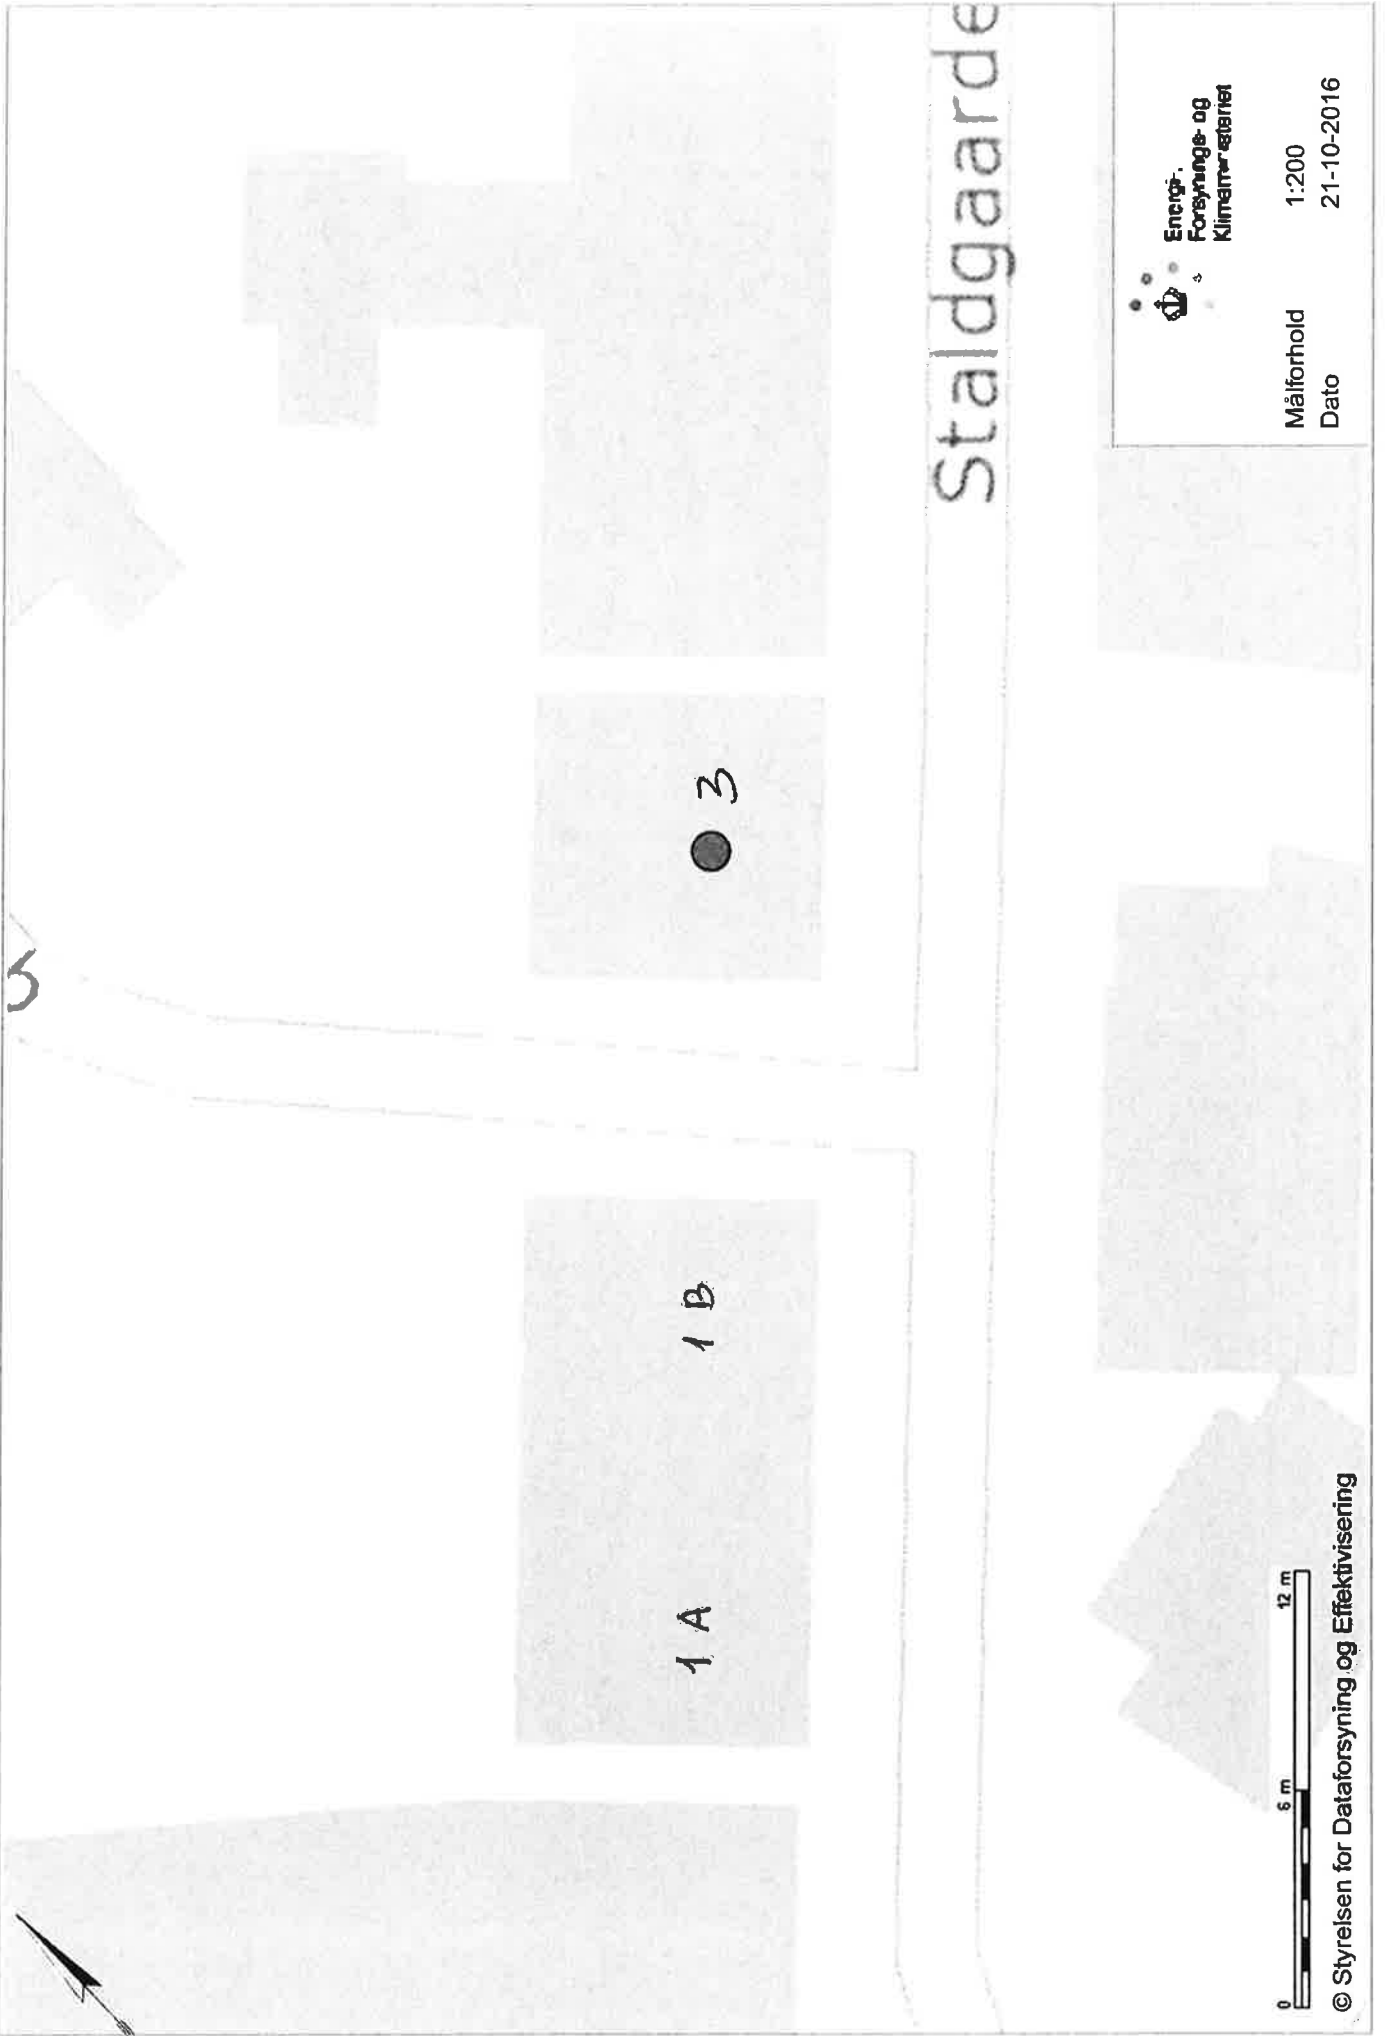 Staldgaarde
3
1 B
1 A
Energi-,
Forsynings- og
Klimaministeriet
Målforhold 1:200
Dato 21-10-2016
0 6 m 12 m
© Styrelsen for Dataforsyning og Effektivisering